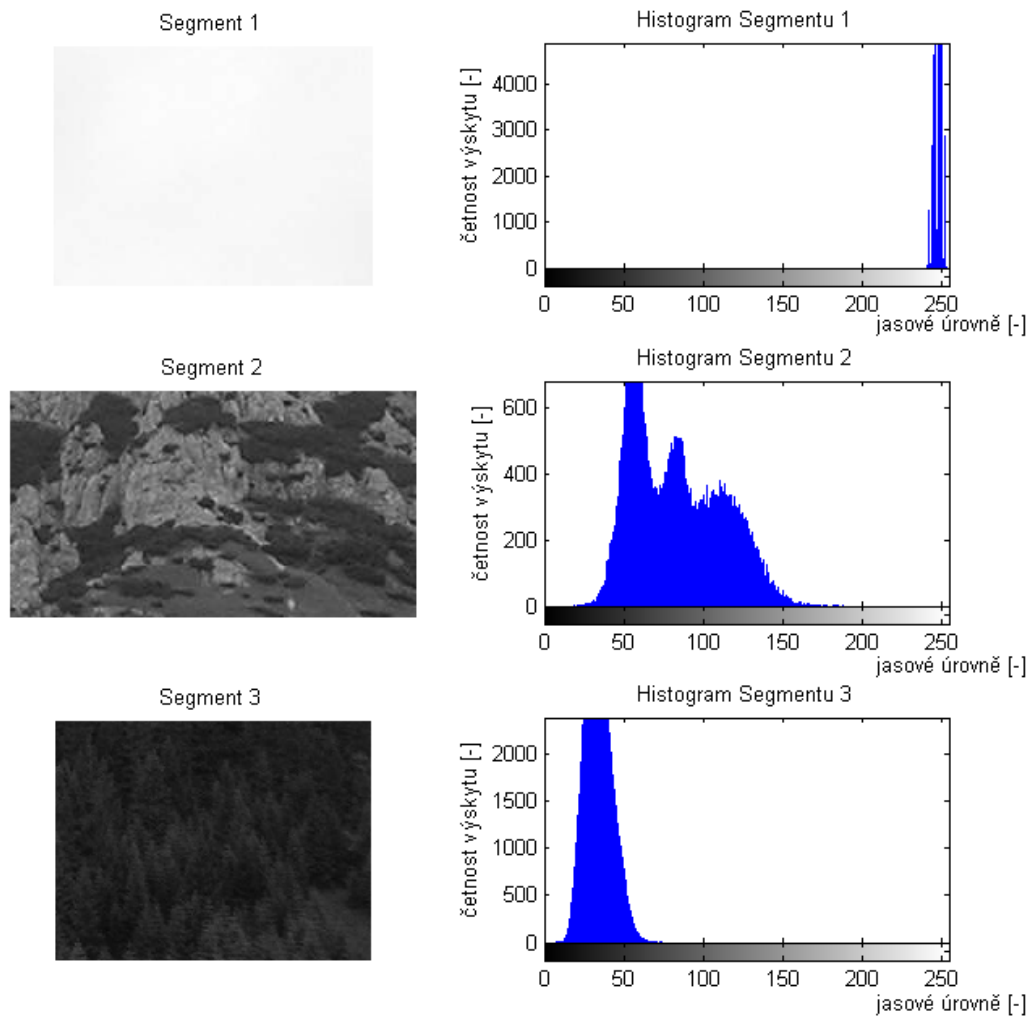 Segment 1
Histogram Segmentu 1
četnost výskytu [-]
4000
3000
2000
1000
0
0 50 100 150 200 250
jasové úrovně [-]
Segment 2
Histogram Segmentu 2
četnost výskytu [-]
600
400
200
0
0 50 100 150 200 250
jasové úrovně [-]
Segment 3
Histogram Segmentu 3
četnost výskytu [-]
2000
1500
1000
500
0
0 50 100 150 200 250
jasové úrovně [-]